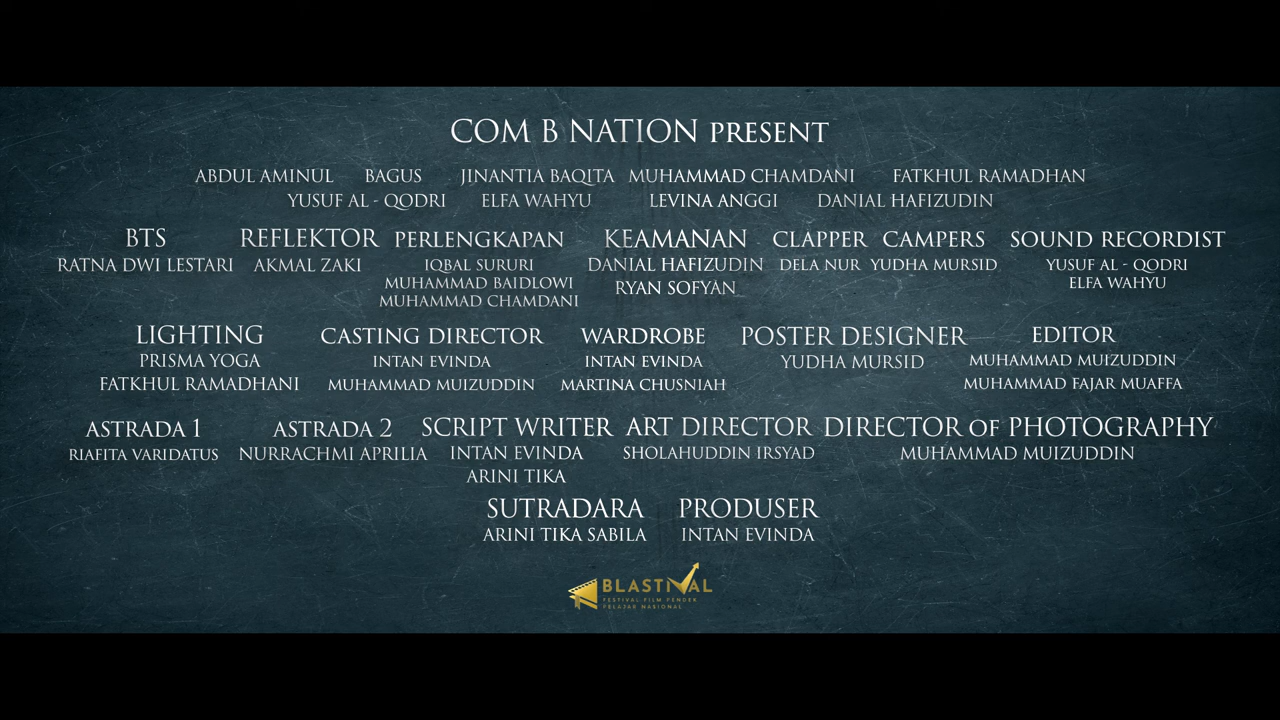 COM B NATION PRESENT
ABDUL AMINUL BAGUS JINANTIA BAQITA MUHAMMAD CHAMDANI FATKHUL RAMADHAN
YUSUF AL - QODRI ELFA WAHYU LEVINA ANGGI DANIAL HAFIZUDIN
BTS REFLEKTOR PERLENGKAPAN KEAMANAN CLAPPER CAMPERS SOUND RECORDIST
RATNA DWI LESTARI AKMAL ZAKI IQBAL SURURI DANIAL HAFIZUDIN DELA NUR YUDHA MURSID YUSUF AL - QODRI
MUHAMMAD BAIDLOWI RYAN SOFYAN ELFA WAHYU
MUHAMMAD CHAMDANI
LIGHTING CASTING DIRECTOR WARDROBE POSTER DESIGNER EDITOR
PRISMA YOGA INTAN EVINDA INTAN EVINDA YUDHA MURSID MUHAMMAD MUIZUDDIN
FATKHUL RAMADHANI MUHAMMAD MUIZUDDIN MARTINA CHUSNIAH MUHAMMAD FAJAR MUAFFA
ASTRADA 1 ASTRADA 2 SCRIPT WRITER ART DIRECTOR DIRECTOR OF PHOTOGRAPHY
RIAFITA VARIDATUS NURRACHMI APRILIA INTAN EVINDA SHOLAHUDDIN IRSYAD MUHAMMAD MUIZUDDIN
ARINI TIKA
SUTRADARA PRODUSER
ARINI TIKA SABILA INTAN EVINDA
BLASTIVAL
FESTIVAL FILM PENDEK
PELAJAR NASIONAL